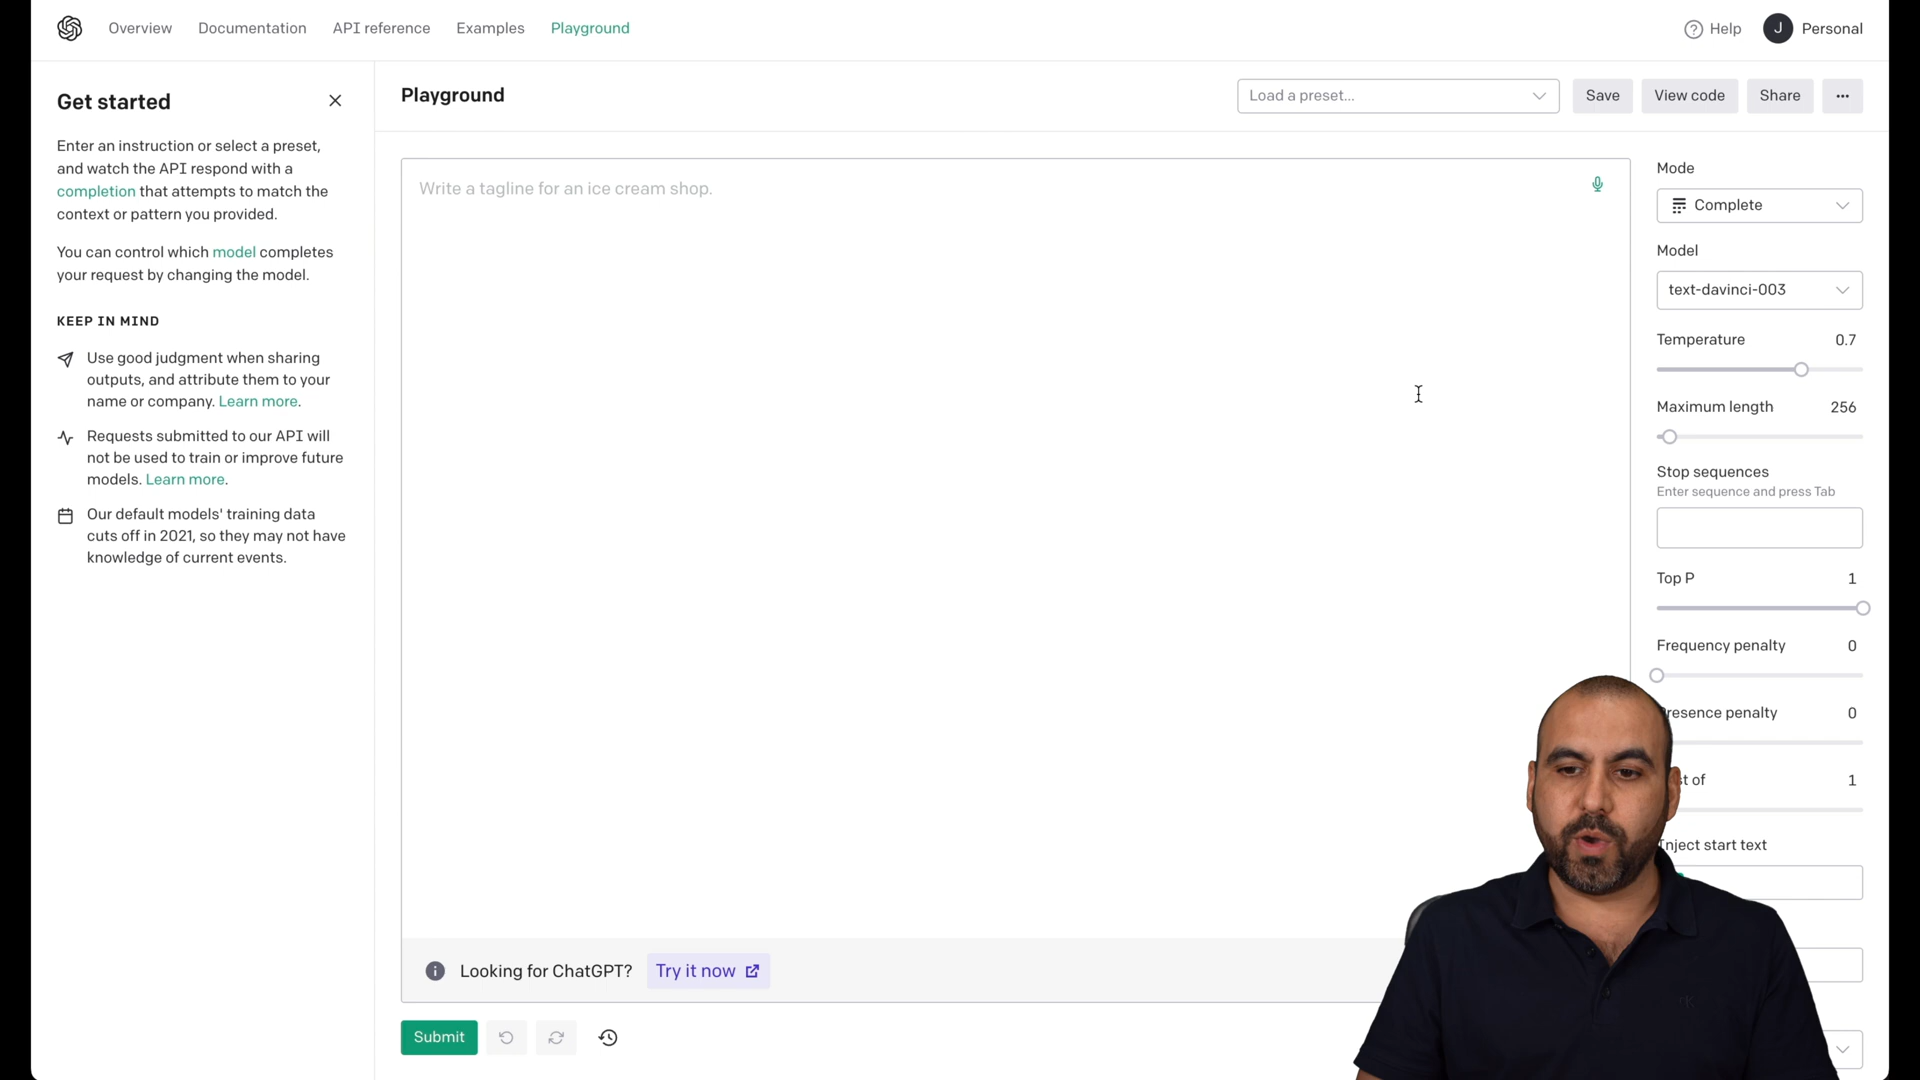 Overview Documentation API reference Examples Playground
Help J Personal
Get started
Enter an instruction or select a preset,
and watch the API respond with a
completion that attempts to match the
context or pattern you provided.
You can control which model completes
your request by changing the model.
KEEP IN MIND
Use good judgment when sharing
outputs, and attribute them to your
name or company. Learn more.
Requests submitted to our API will
not be used to train or improve future
models. Learn more.
Our default models' training data
cuts off in 2021, so they may not have
knowledge of current events.
Playground
Load a preset...
Save
View code
Share
...
Write a tagline for an ice cream shop.
Looking for ChatGPT? Try it now
Submit
Mode
Complete
Model
text-davinci-003
Temperature 0.7
Maximum length 256
Stop sequences
Enter sequence and press Tab
Top P 1
Frequency penalty 0
resence penalty 0
st of 1
Inject start text